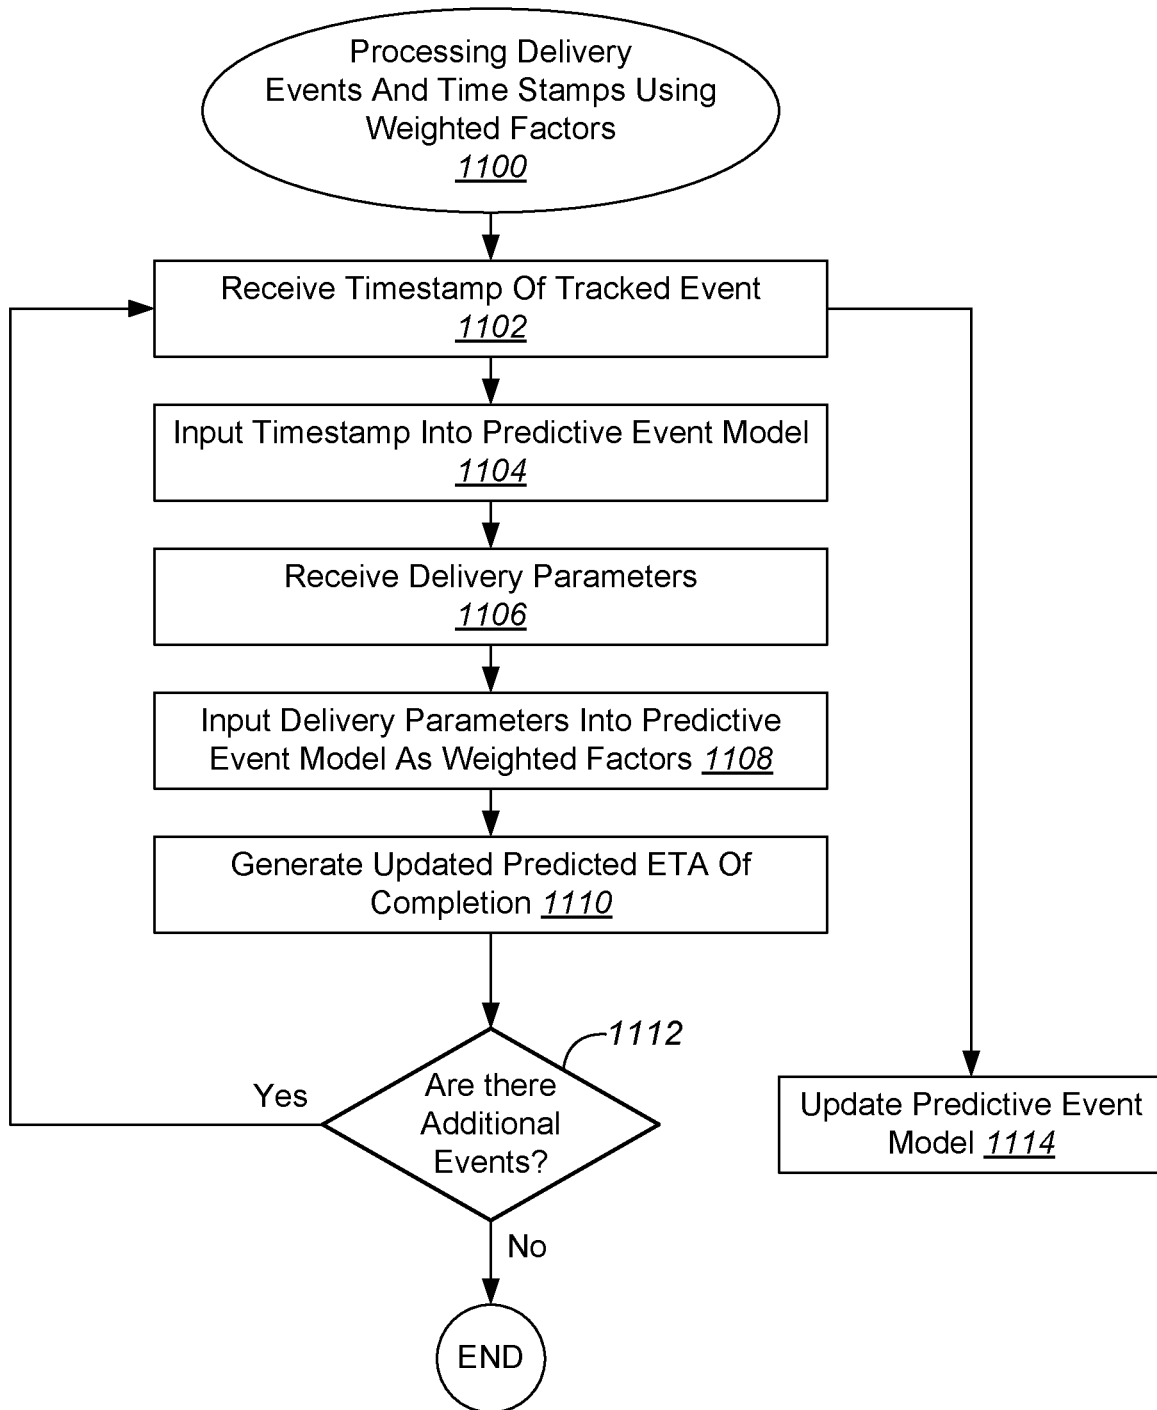 Processing Delivery
Events And Time Stamps Using
Weighted Factors
1100
Receive Timestamp Of Tracked Event
1102
Input Timestamp Into Predictive Event Model
1104
Receive Delivery Parameters
1106
Input Delivery Parameters Into Predictive
Event Model As Weighted Factors 1108
Generate Updated Predicted ETA Of
Completion 1110
1112
Are there
Additional
Events?
Yes
No
Update Predictive Event
Model 1114
END